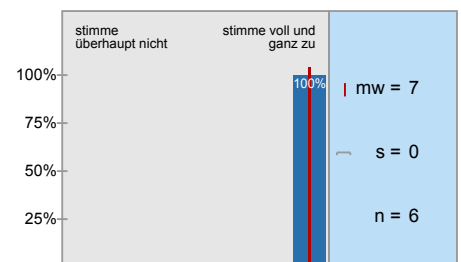 stimme
überhaupt nicht
stimme voll und
ganz zu
100%
75%
50%
25%
100%
mw = 7
s = 0
n = 6